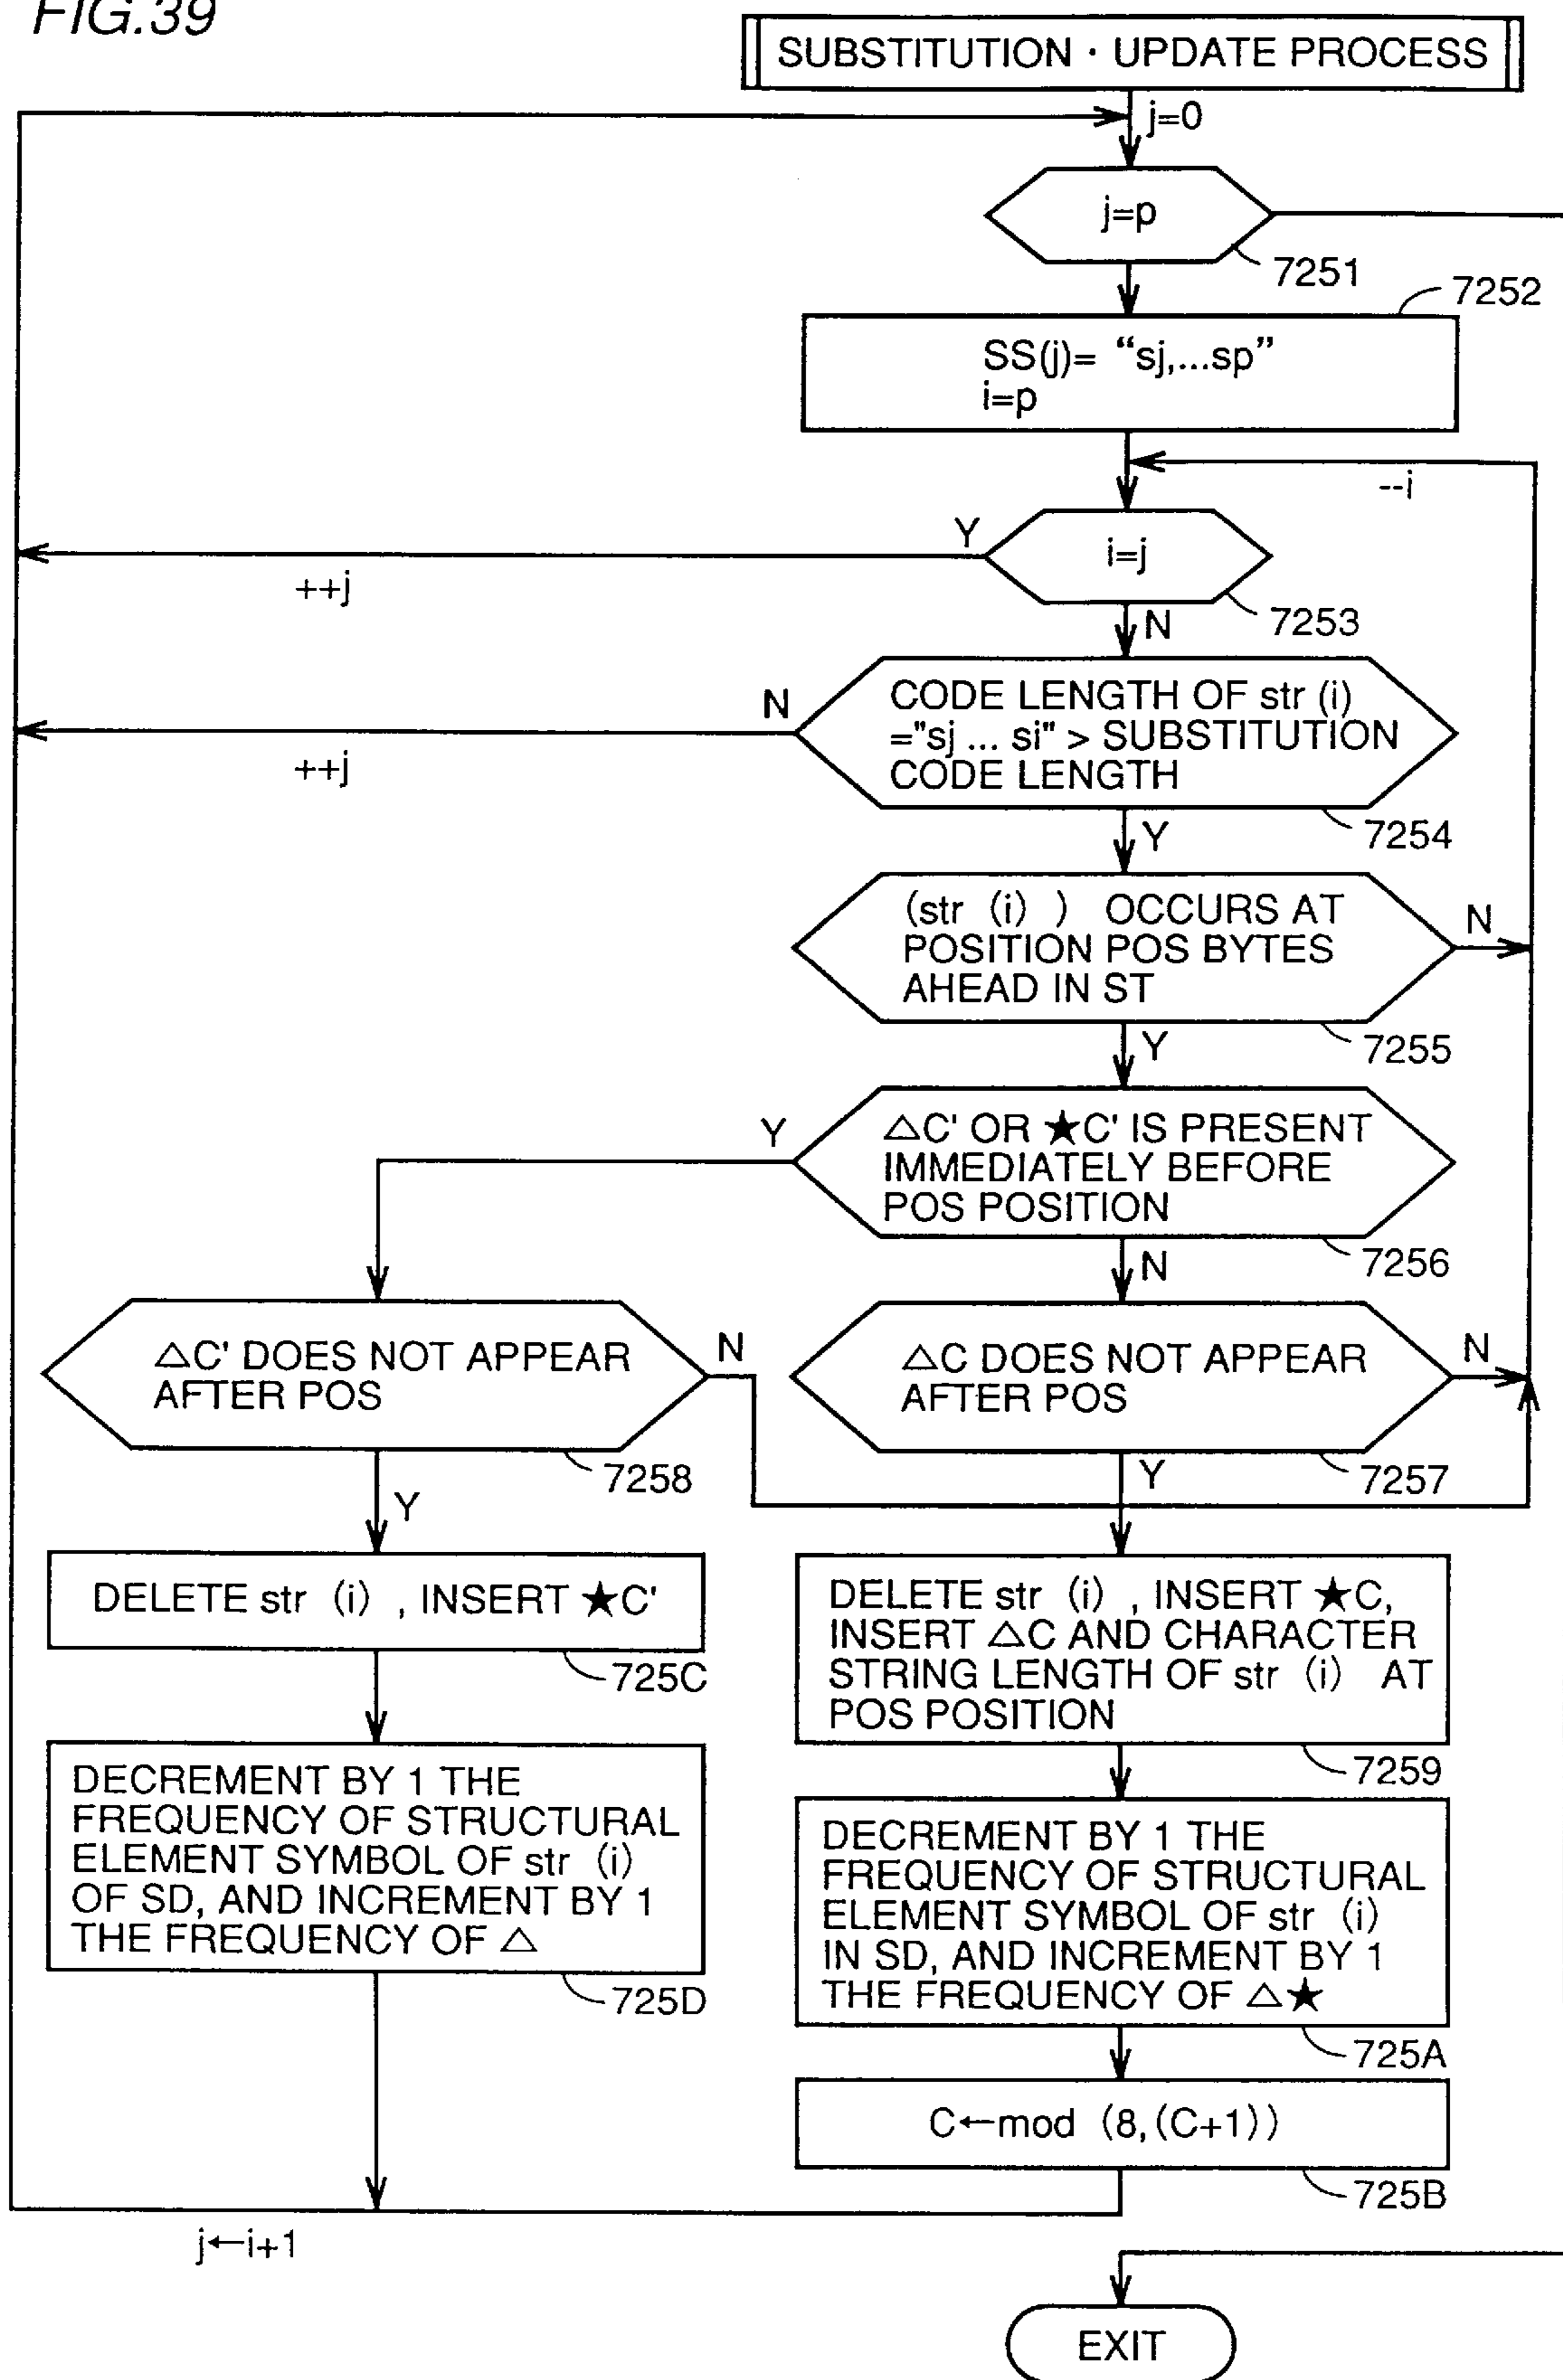 FIG.39
SUBSTITUTION · UPDATE PROCESS
j=0
j=p
7251
7252
SS(j)= “sj,...sp”
i=p
--i
Y
i=j
++j
7253
N
N
CODE LENGTH OF str (i)
="sj ... si" > SUBSTITUTION
CODE LENGTH
++j
7254
Y
(str (i) ) OCCURS AT
POSITION POS BYTES
AHEAD IN ST
N
7255
Y
Y
△C' OR ★C' IS PRESENT
IMMEDIATELY BEFORE
POS POSITION
7256
N
△C' DOES NOT APPEAR
AFTER POS
N
7258
Y
△C DOES NOT APPEAR
AFTER POS
N
7257
Y
DELETE str (i) , INSERT ★C'
725C
DELETE str (i) , INSERT ★C,
INSERT △C AND CHARACTER
STRING LENGTH OF str (i) AT
POS POSITION
7259
DECREMENT BY 1 THE
FREQUENCY OF STRUCTURAL
ELEMENT SYMBOL OF str (i)
OF SD, AND INCREMENT BY 1
THE FREQUENCY OF △
725D
DECREMENT BY 1 THE
FREQUENCY OF STRUCTURAL
ELEMENT SYMBOL OF str (i)
IN SD, AND INCREMENT BY 1
THE FREQUENCY OF △★
725A
C←mod (8,(C+1))
725B
j←i+1
EXIT